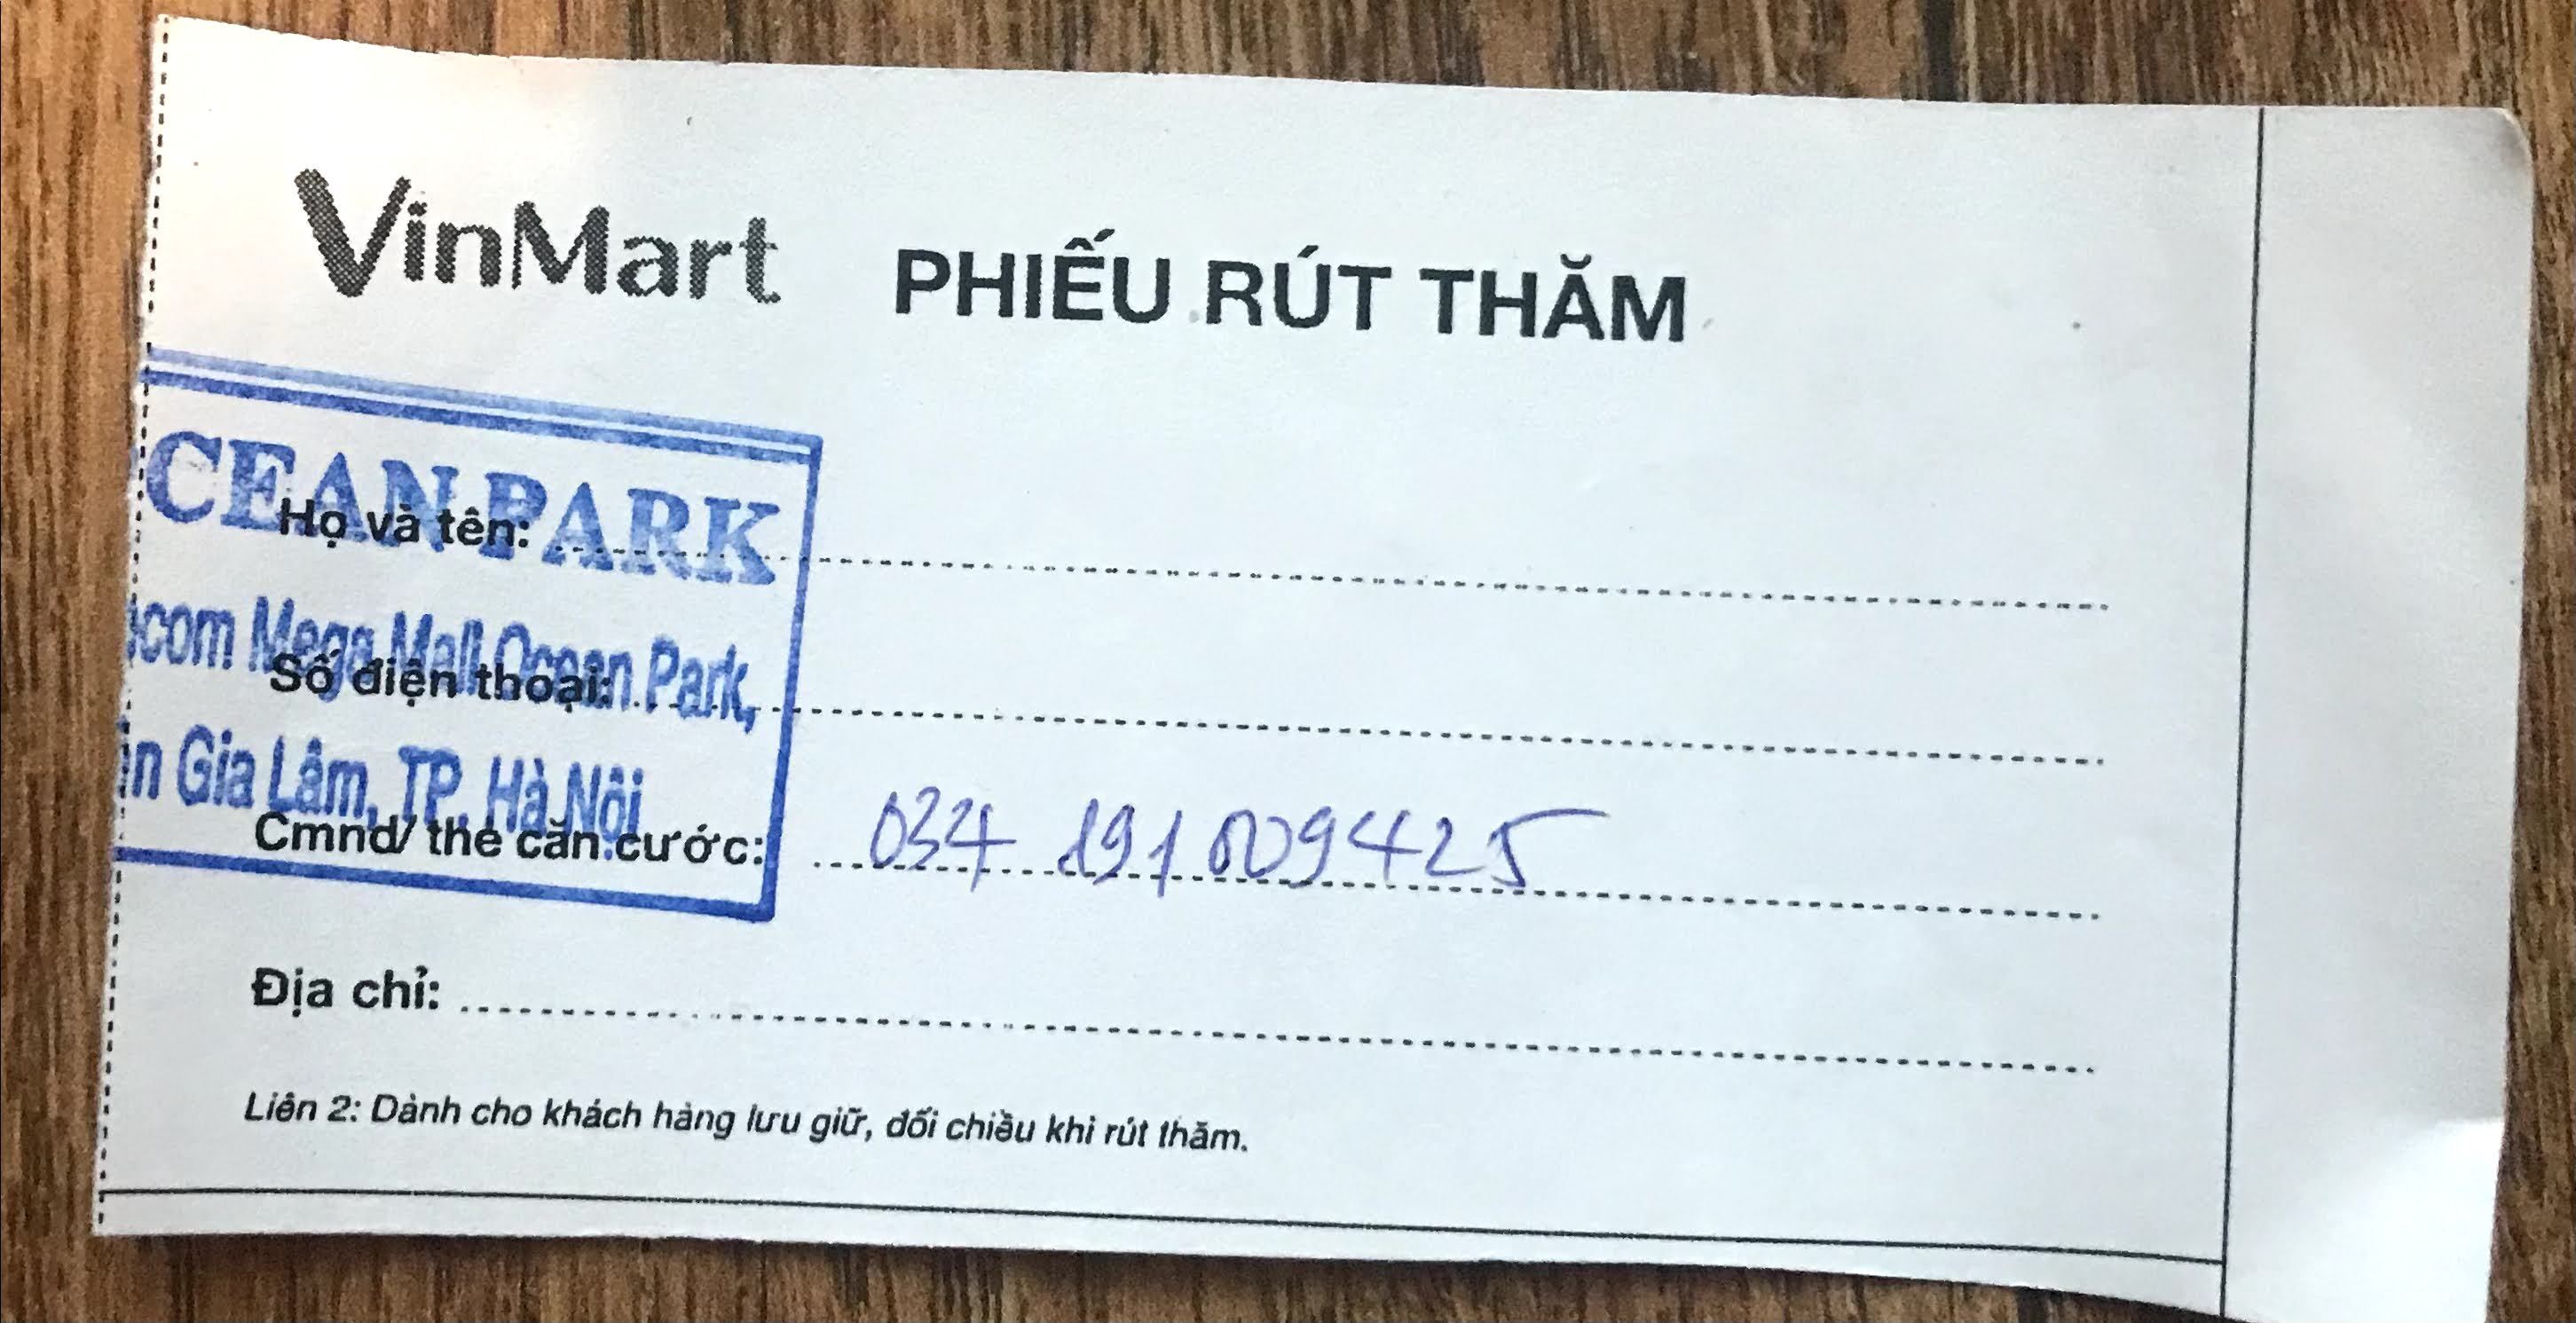 VinMart PHIẾU RÚT THĂM
OCEAN PARK
Họ và tên:
com Mega Mall Ocean Park,
Số điện thoại:
Gia Lâm, TP. Hà Nội
Cmnd/ thẻ căn cước: 034 191 009425
Địa chỉ:
Liên 2: Dành cho khách hàng lưu giữ, đối chiếu khi rút thăm.